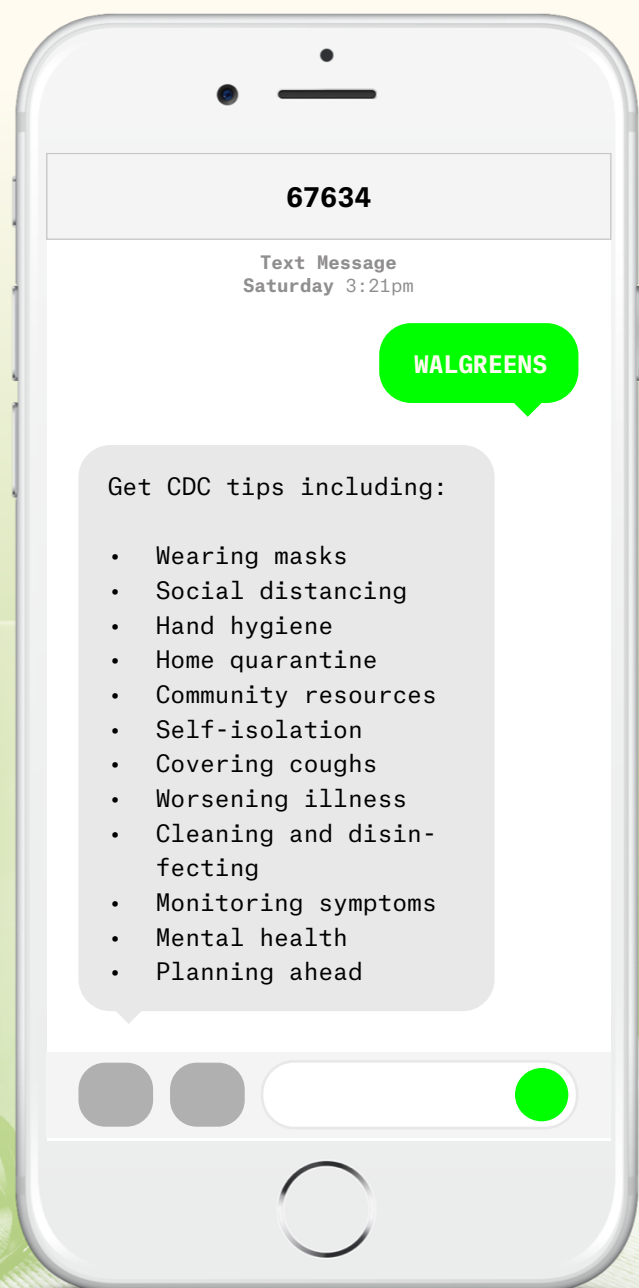 67634
Text Message
Saturday 3:21pm
WALGREENS
Get CDC tips including:
• Wearing masks
• Social distancing
• Hand hygiene
• Home quarantine
• Community resources
• Self-isolation
• Covering coughs
• Worsening illness
• Cleaning and disin-
fecting
• Monitoring symptoms
• Mental health
• Planning ahead